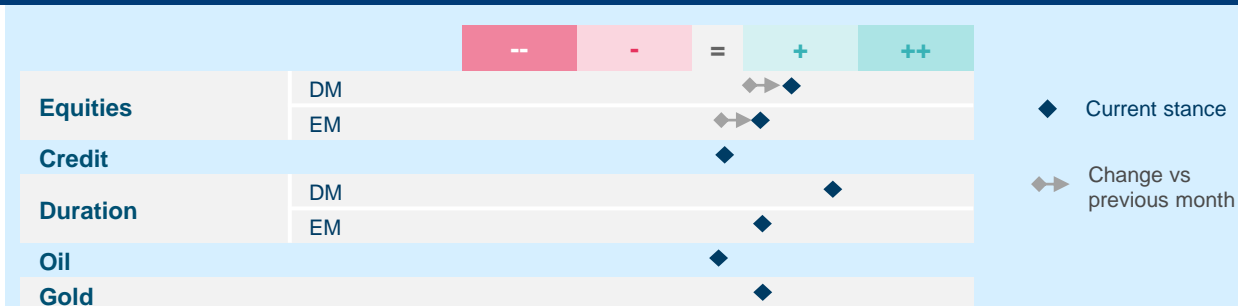 -- - = + ++
Equities
DM
EM
Credit
Duration
DM
EM
Oil
Gold
Current stance
Change vs
previous month